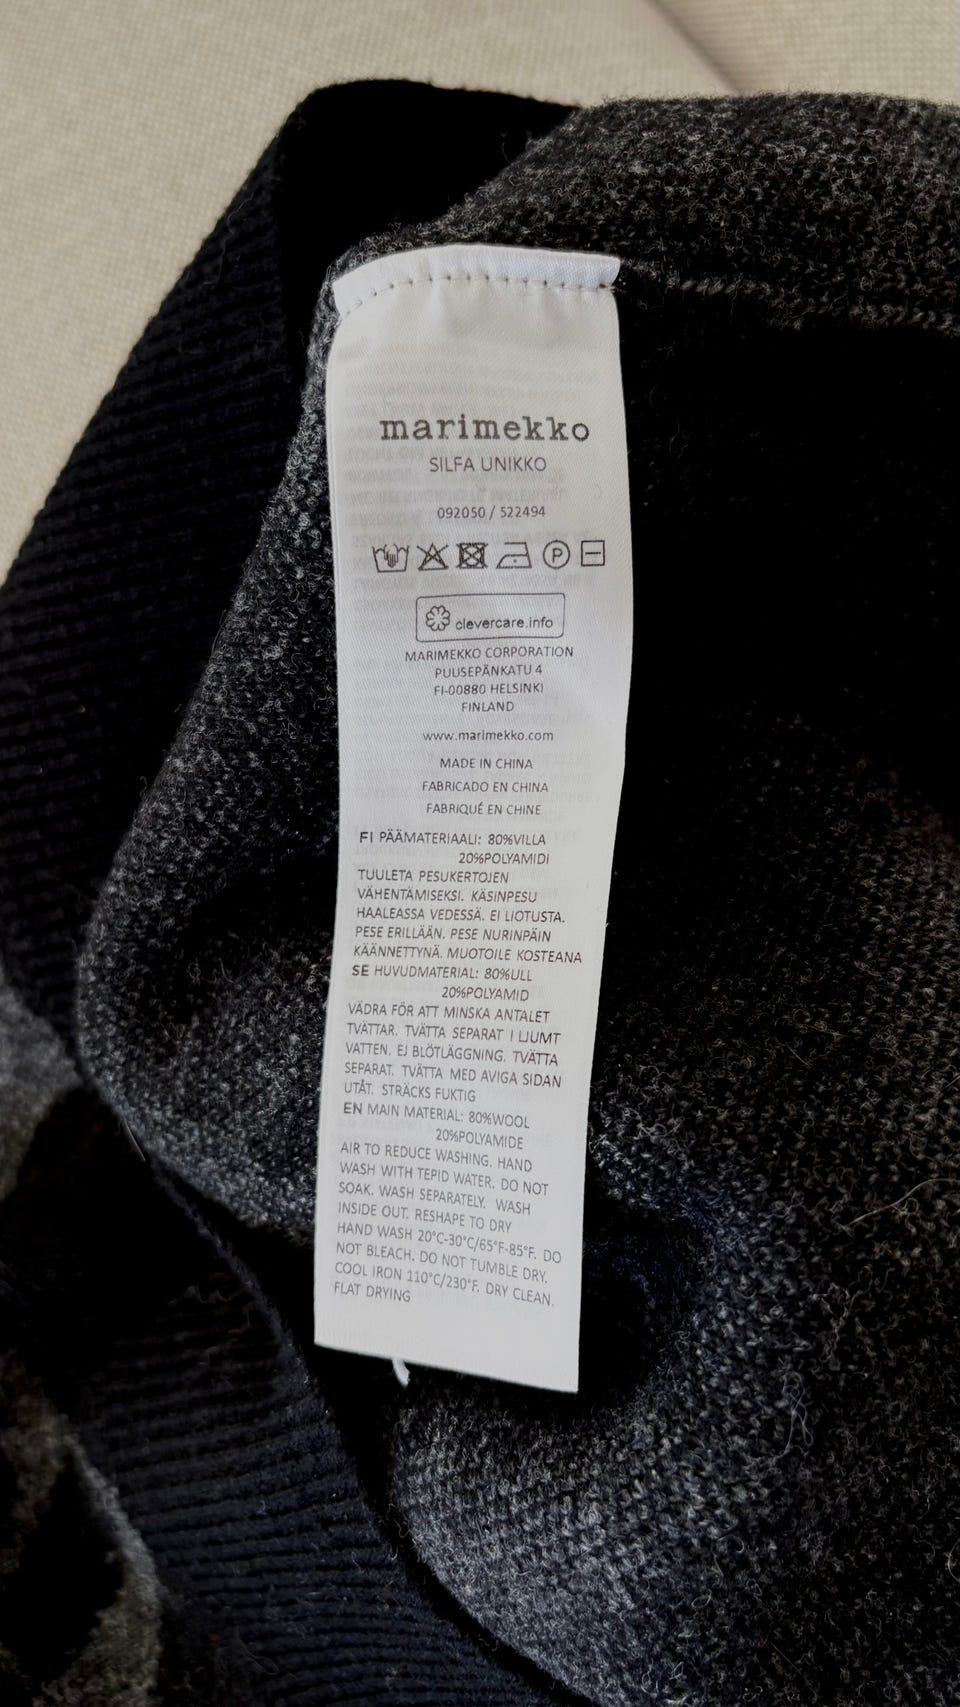 marimekko
SILFA UNIKKO
092050 / 522494
P
clevercare.info
MARIMEKKO CORPORATION
PUUSEPÄNKATU 4
FI-00880 HELSINKI
FINLAND
www.marimekko.com
MADE IN CHINA
FABRICADO EN CHINA
FABRIQUÉ EN CHINE
FI PÄÄMATERIAALI: 80%VILLA
20%POLYAMIDI
TUULETA PESUKERTOJEN
VÄHENTÄMISEKSI. KÄSINPESU
HAALEASSA VEDESSÄ. EI LIOTUSTA.
PESE ERILLÄÄN. PESE NURINPÄIN
KÄÄNNETTYNÄ. MUOTOILE KOSTEANA
SE HUVUDMATERIAL: 80%ULL
20%POLYAMID
VÄDRA FÖR ATT MINSKA ANTALET
TVÄTTAR. TVÄTTA SEPARAT I LJUMT
VATTEN. EJ BLÖTLÄGGNING. TVÄTTA
SEPARAT. TVÄTTA MED AVIGA SIDAN
UTÅT. STRÄCKS FUKTIG
EN MAIN MATERIAL: 80%WOOL
20%POLYAMIDE
AIR TO REDUCE WASHING. HAND
WASH WITH TEPID WATER. DO NOT
SOAK. WASH SEPARATELY. WASH
INSIDE OUT. RESHAPE TO DRY
HAND WASH 20°C-30°C/65°F-85°F. DO
NOT BLEACH. DO NOT TUMBLE DRY.
COOL IRON 110°C/230°F. DRY CLEAN.
FLAT DRYING